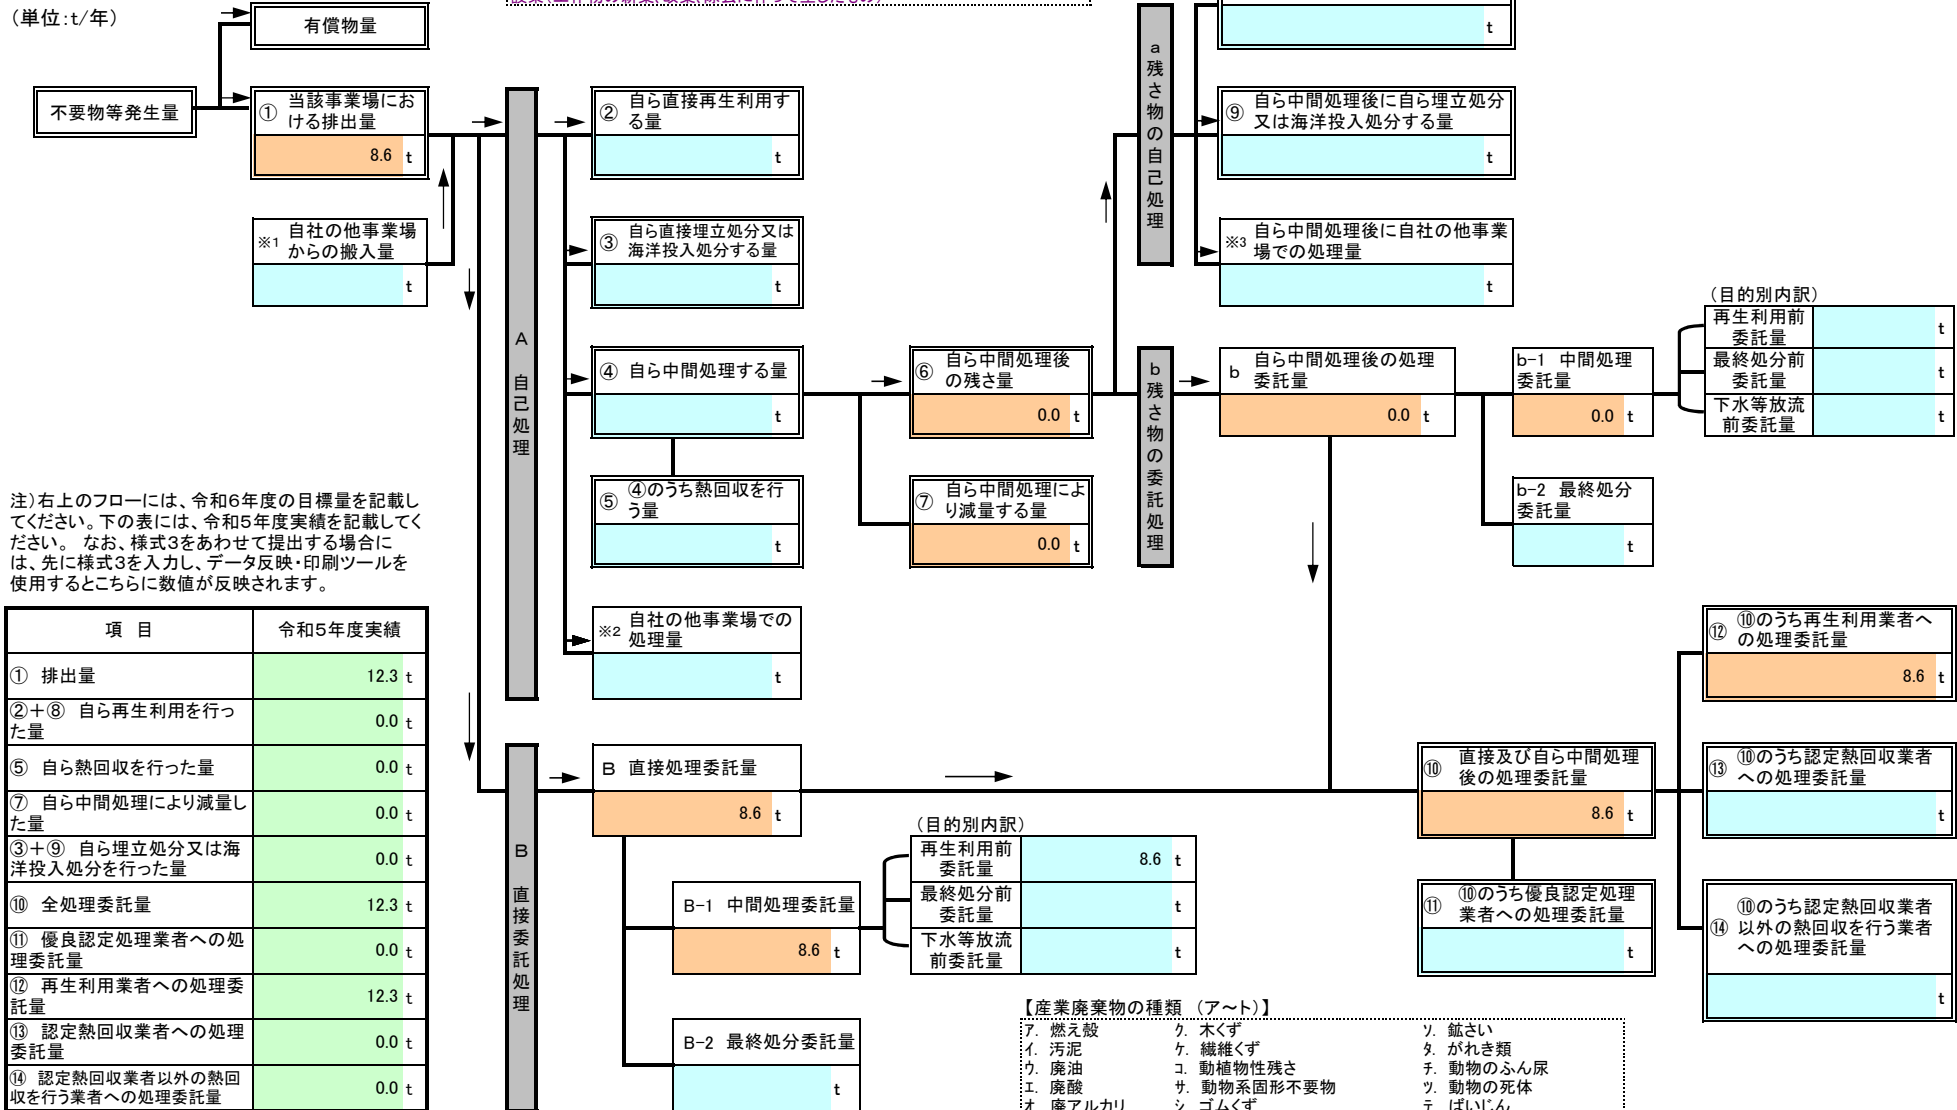 （単位：t/年）
有償物量
t
不要物等発生量
① 当該事業場にお
ける排出量
8.6 t
※1 自社の他事業場
からの搬入量
t
A 自己処理
② 自ら直接再生利用す
る量
t
③ 自ら直接埋立処分又は
海洋投入処分する量
t
④ 自ら中間処理する量
t
⑤ ④のうち熱回収を行
う量
t
※2 自社の他事業場での
処理量
t
⑥ 自ら中間処理後
の残さ量
0.0 t
⑦ 自ら中間処理によ
り減量する量
0.0 t
a 残さ物の自己処理
⑨ 自ら中間処理後に自ら埋立処分
又は海洋投入処分する量
t
※3 自ら中間処理後に自社の他事業
場での処理量
t
b 残さ物の委託処理
b 自ら中間処理後の処理
委託量
0.0 t
b-1 中間処理
委託量
0.0 t
b-2 最終処分
委託量
t
（目的別内訳）
再生利用前
委託量
t
最終処分前
委託量
t
下水等放流
前委託量
t
注）右上のフローには、令和６年度の目標量を記載し
てください。下の表には、令和５年度実績を記載してく
ださい。 なお、様式３をあわせて提出する場合に
は、先に様式３を入力し、データ反映・印刷ツールを
使用するとこちらに数値が反映されます。
項 目 令和５年度実績
① 排出量 12.3 t
②＋⑧ 自ら再生利用を行っ
た量 0.0 t
⑤ 自ら熱回収を行った量 0.0 t
⑦ 自ら中間処理により減量し
た量 0.0 t
③＋⑨ 自ら埋立処分又は海
洋投入処分を行った量 0.0 t
⑩ 全処理委託量 12.3 t
⑪ 優良認定処理業者への処
理委託量 0.0 t
⑫ 再生利用業者への処理委
託量 12.3 t
⑬ 認定熱回収業者への処理
委託量 0.0 t
⑭ 認定熱回収業者以外の熱回
収を行う業者への処理委託量 0.0 t
B 直接委託処理
B 直接処理委託量
8.6 t
B-1 中間処理委託量
8.6 t
B-2 最終処分委託量
t
（目的別内訳）
再生利用前
委託量
8.6 t
最終処分前
委託量
t
下水等放流
前委託量
t
⑩ 直接及び自ら中間処理
後の処理委託量
8.6 t
⑪ ⑩のうち優良認定処理
業者への処理委託量
t
⑫ ⑩のうち再生利用業者へ
の処理委託量
8.6 t
⑬ ⑩のうち認定熱回収業者
への処理委託量
t
⑭ ⑩のうち認定熱回収業者
以外の熱回収を行う業者
への処理委託量
t
【産業廃棄物の種類 （ア～ト）】
ア. 燃え殻 ク. 木くず ソ. 鉱さい
イ. 汚泥 ケ. 繊維くず タ. がれき類
ウ. 廃油 コ. 動植物性残さ チ. 動物のふん尿
エ. 廃酸 サ. 動物系固形不要物 ツ. 動物の死体
オ. 廃アルカリ シ. ゴムくず テ. ばいじん